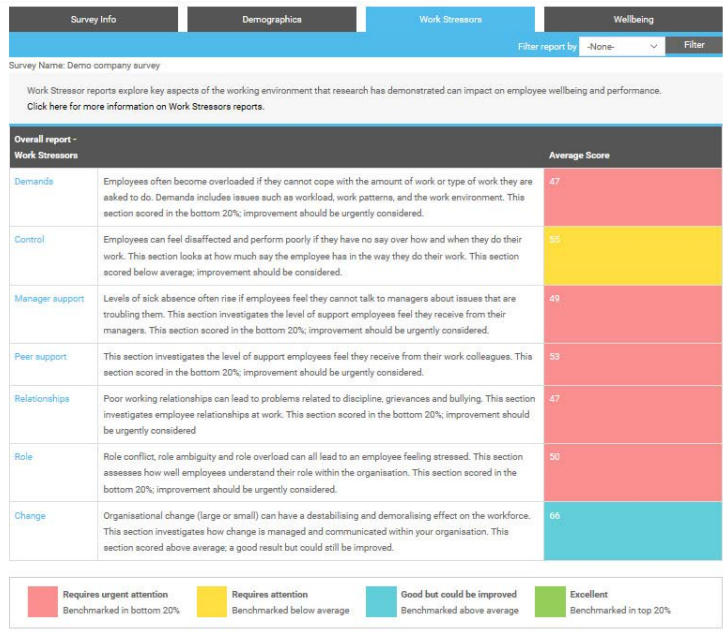 Survey Info
Demographics
Work Stressors
Wellbeing
Filter report by
-None-
Filter
Survey Name: Demo company survey
Work Stressor reports explore key aspects of the working environment that research has demonstrated can impact on employee wellbeing and performance.
Click here for more information on Work Stressors reports.
Overall report -
Work Stressors
Average Score
Demands
Employees often become overloaded if they cannot cope with the amount of work or type of work they are
asked to do. Demands includes issues such as workload, work patterns, and the work environment. This
section scored in the bottom 20%; improvement should be urgently considered.
47
Control
Employees can feel disaffected and perform poorly if they have no say over how and when they do their
work. This section looks at how much say the employee has in the way they do their work. This section
scored below average; improvement should be considered.
55
Manager support
Levels of sick absence often rise if employees feel they cannot talk to managers about issues that are
troubling them. This section investigates the level of support employees feel they receive from their
managers. This section scored in the bottom 20%; improvement should be urgently considered.
49
Peer support
This section investigates the level of support employees feel they receive from their work colleagues. This
section scored in the bottom 20%; improvement should be urgently considered.
53
Relationships
Poor working relationships can lead to problems related to discipline, grievances and bullying. This section
investigates employee relationships at work. This section scored in the bottom 20%; improvement should
be urgently considered
47
Role
Role conflict, role ambiguity and role overload can all lead to an employee feeling stressed. This section
assesses how well employees understand their role within the organisation. This section scored in the
bottom 20%; improvement should be urgently considered.
50
Change
Organisational change (large or small) can have a destabilising and demoralising effect on the workforce.
This section investigates how change is managed and communicated within your organisation. This
section scored above average; a good result but could still be improved.
66
Requires urgent attention
Benchmarked in bottom 20%
Requires attention
Benchmarked below average
Good but could be improved
Benchmarked above average
Excellent
Benchmarked in top 20%